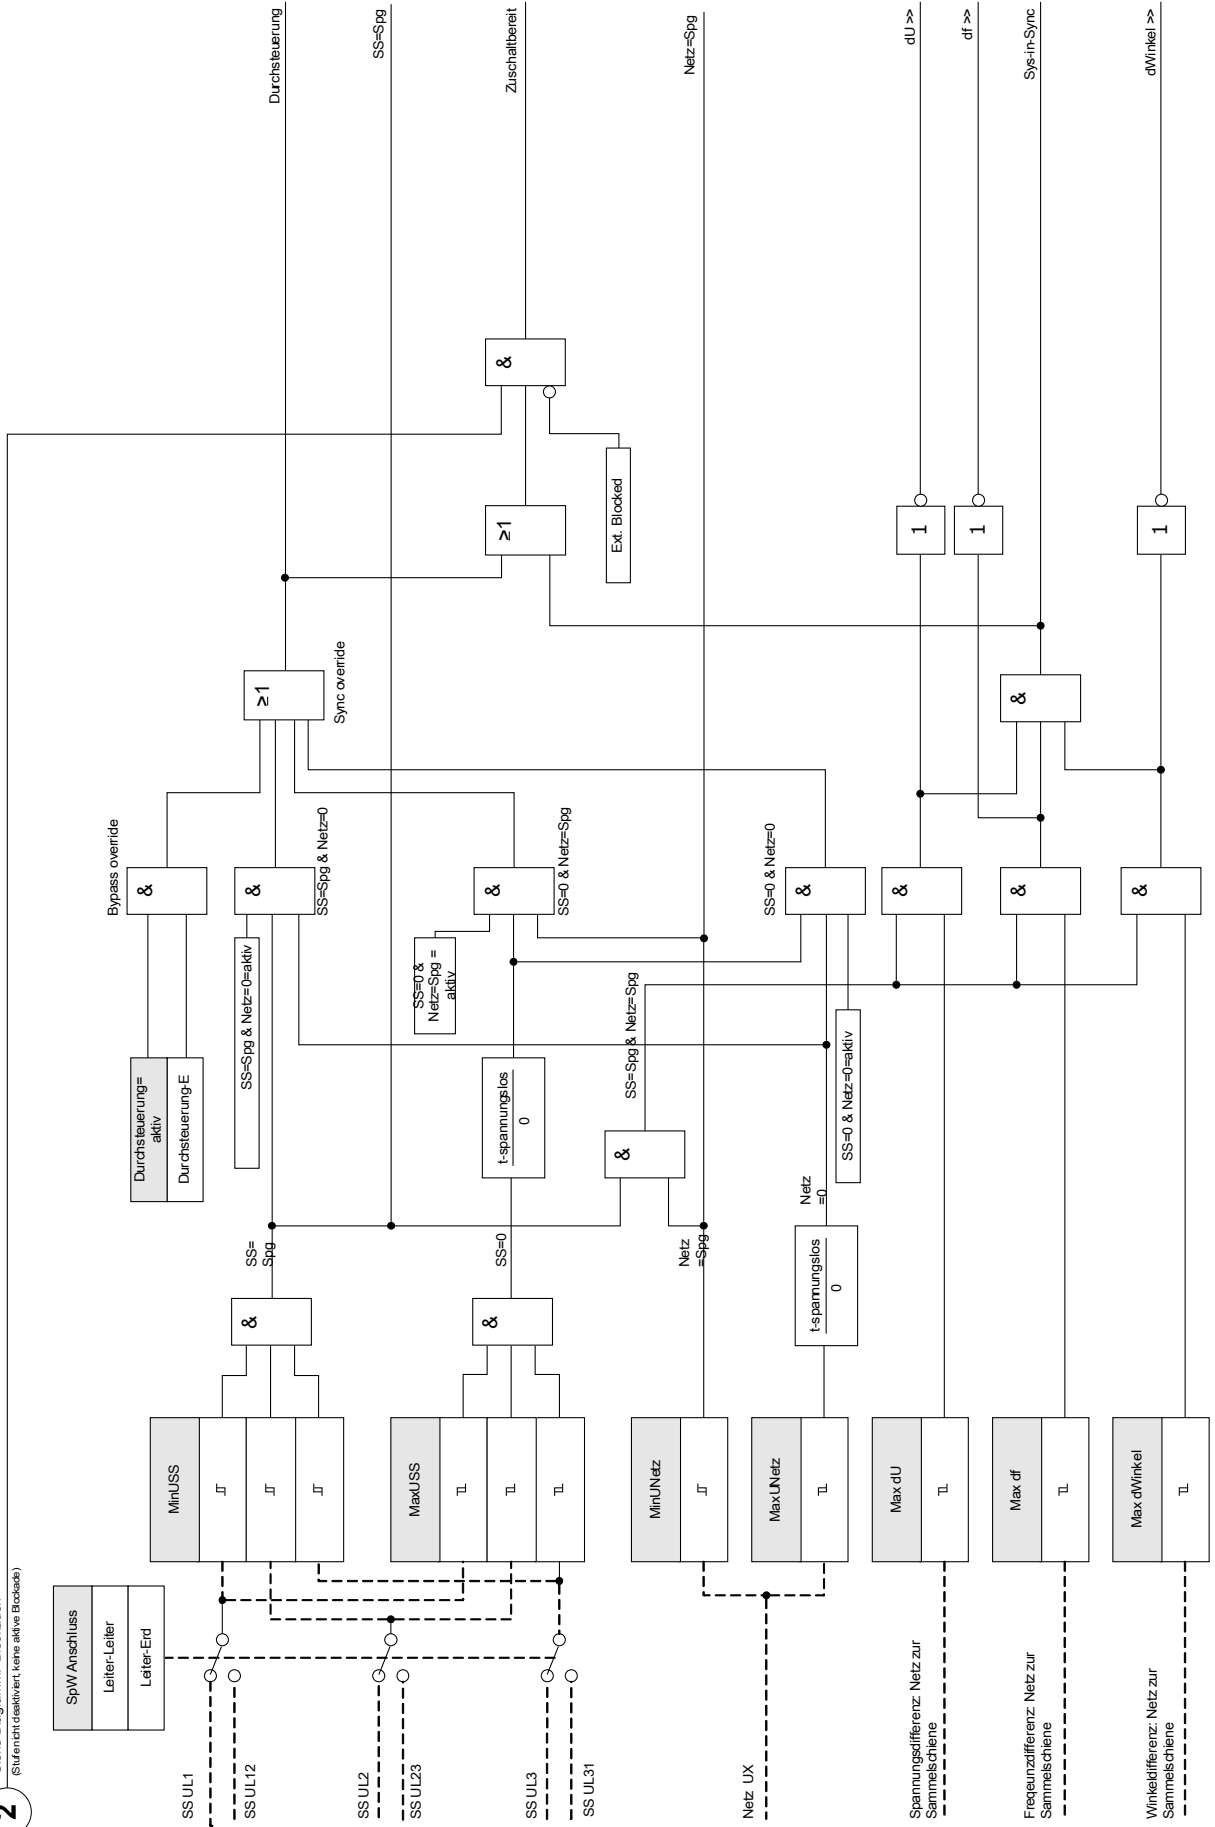 Durchsteuerung
SS=Spg
Zuschaltbereit
Netz=Spg
dU >>
df >>
Sys-in-Sync
dWinkel >>
&
≥1
Ext. Blocked
1
1
1
≥1
Sync override
&
Bypass override
&
&
SS=Spg & Netz=0
&
SS=0 & Netz=Spg
SS=0 & Netz=0
&
&
&
&
SS=Spg & Netz=0=aktiv
SS=0 &
Netz=Spg =
aktiv
SS=Spg & Netz=Spg
SS=0 & Netz=0=aktiv
Durchsteuerung=
aktiv
Durchsteuerung-E
t-spannungslos
0
&
SS=
Spg
SS=0
Netz
=Spg
Netz
=0
t-spannungslos
0
&
&
MinUSS
MaxUSS
MinUNetz
MaxUNetz
Max dU
Max df
Max dWinkel
SpW Anschluss
Leiter-Leiter
Leiter-Erd
2
(Stufe nicht deaktiviert, keine aktive Blockade)
SS UL1
SS UL12
SS UL2
SS UL23
SS UL3
SS UL31
Netz UX
Spannungsdifferenz: Netz zur
Sammelschiene
Freqeunzdifferenz: Netz zur
Sammelschiene
Winkeldifferenz: Netz zur
Sammelschiene